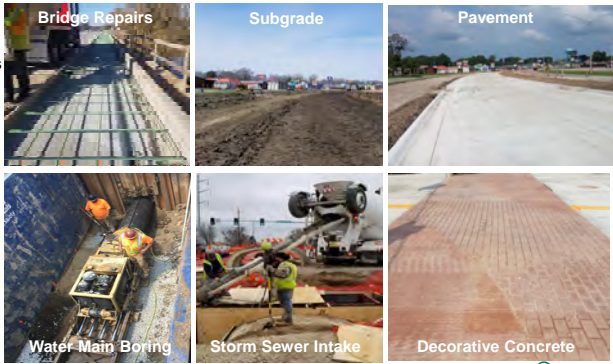 Bridge Repairs
Subgrade
Pavement
Water Main Boring
Storm Sewer Intake
Decorative Concrete